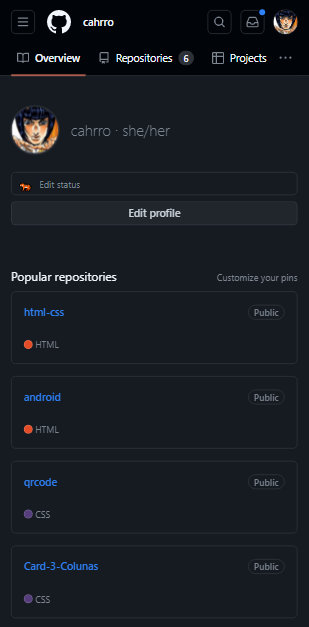 cahrro
Overview Repositories 6 Projects ...
cahrro · she/her
Edit status
Edit profile
Popular repositories Customize your pins
html-css Public
HTML
android Public
HTML
qrcode Public
CSS
Card-3-Colunas Public
CSS